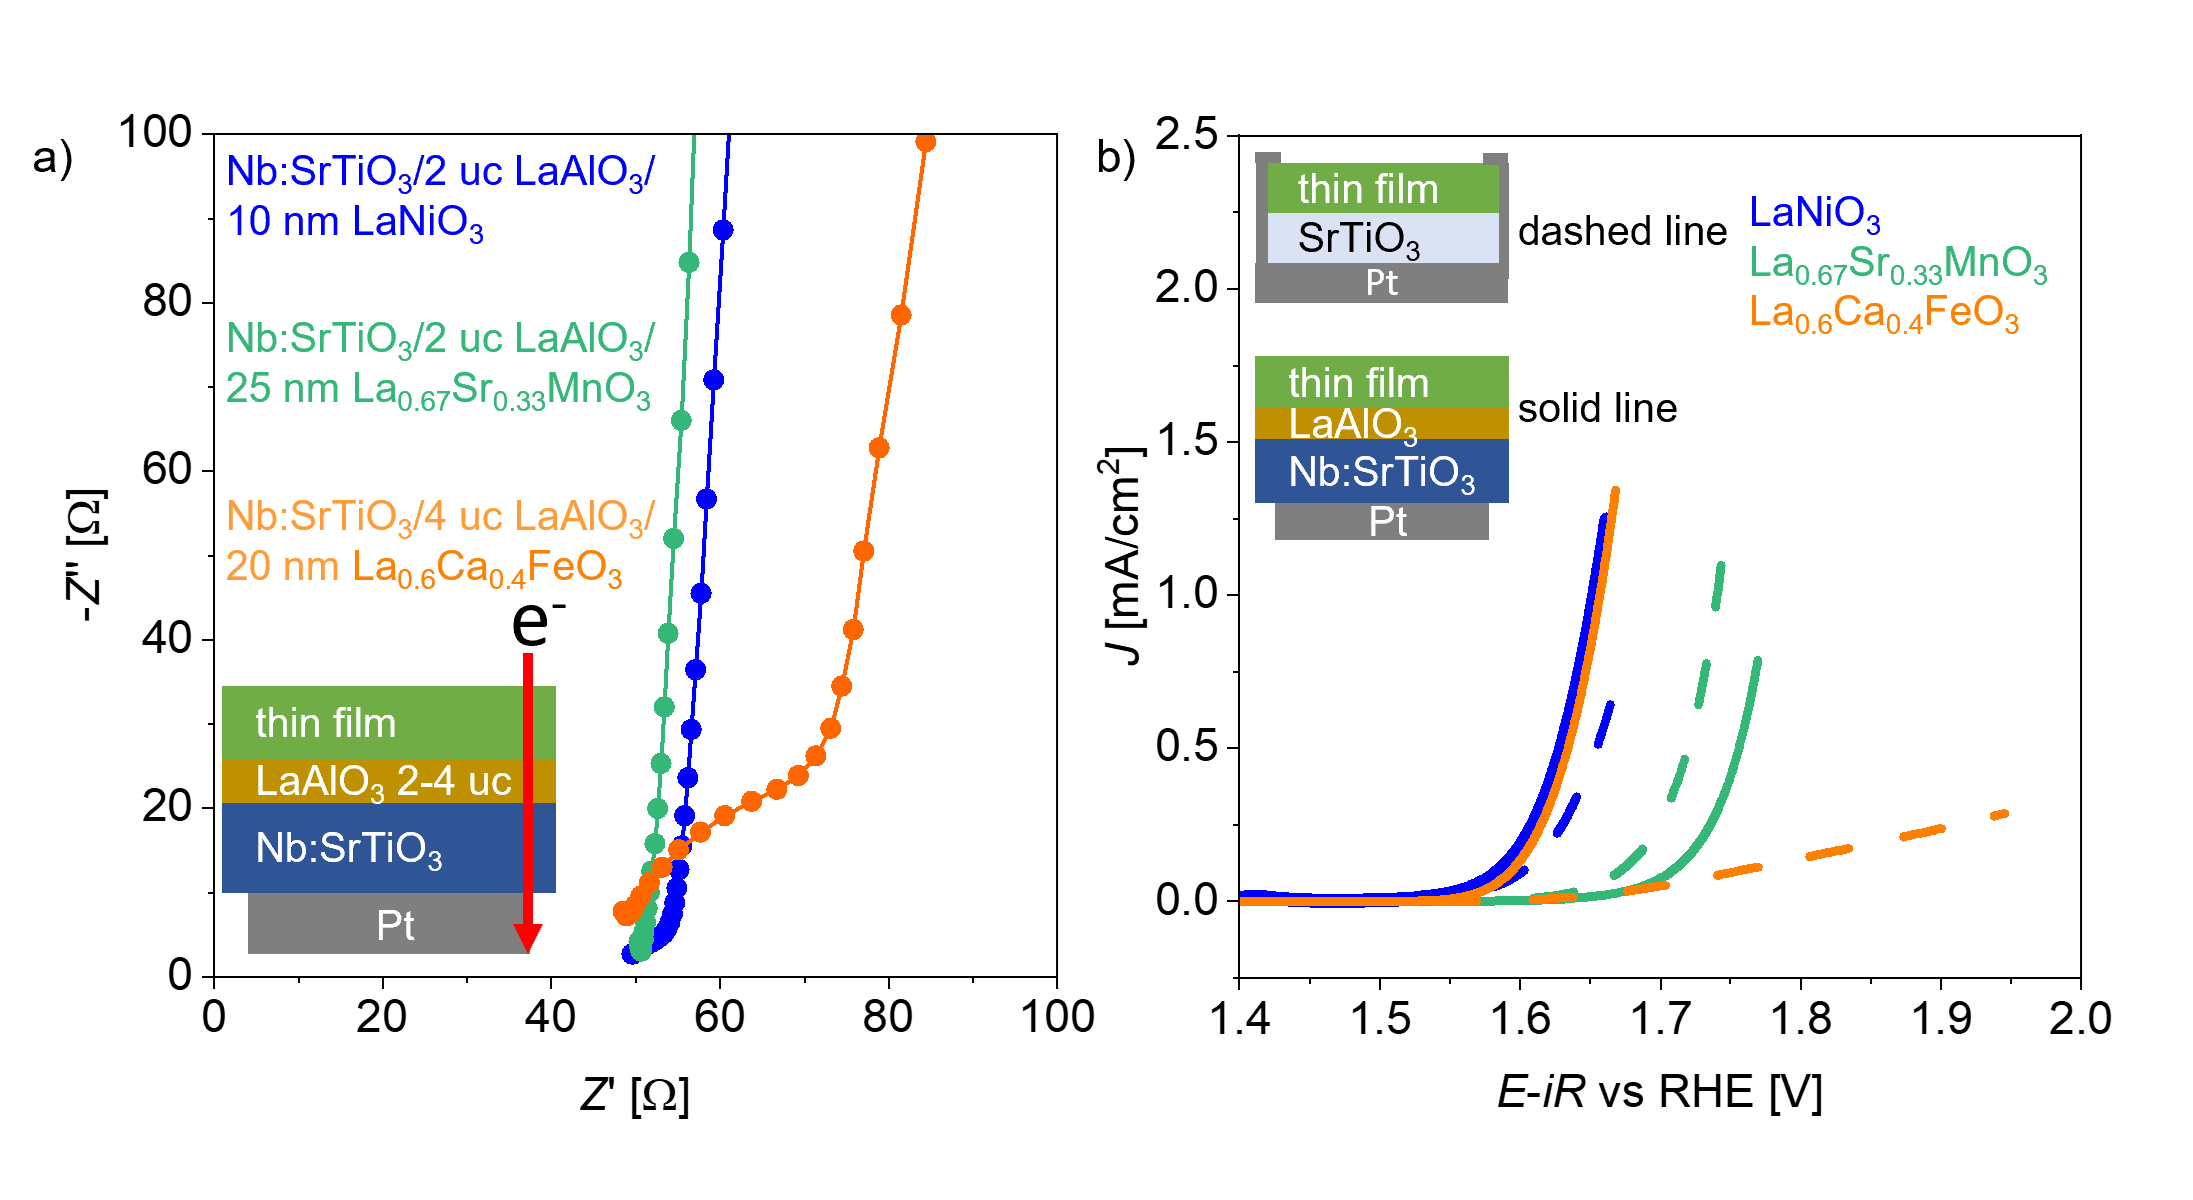 a)
100
80
60
40
20
0
-Z'' [Ω]
Nb:SrTiO₃/2 uc LaAlO₃/
10 nm LaNiO₃
Nb:SrTiO₃/2 uc LaAlO₃/
25 nm La₀.₆₇Sr₀.₃₃MnO₃
Nb:SrTiO₃/4 uc LaAlO₃/
20 nm La₀.₆Ca₀.₄FeO₃
e⁻
thin film
LaAlO₃ 2-4 uc
Nb:SrTiO₃
Pt
0 20 40 60 80 100
Z' [Ω]
b)
2.5
2.0
1.5
1.0
0.5
0.0
J [mA/cm²]
thin film
SrTiO₃
Pt
dashed line
LaNiO₃
La₀.₆₇Sr₀.₃₃MnO₃
La₀.₆Ca₀.₄FeO₃
thin film
LaAlO₃
Nb:SrTiO₃
Pt
solid line
1.4 1.5 1.6 1.7 1.8 1.9 2.0
E-iR vs RHE [V]